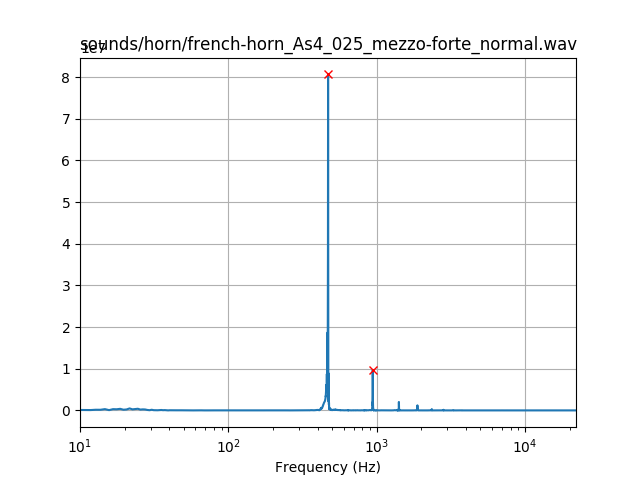 sounds/horn/french-horn_As4_025_mezzo-forte_normal.wav
1e7
8
7
6
5
4
3
2
1
0
10^1 10^2 10^3 10^4
Frequency (Hz)